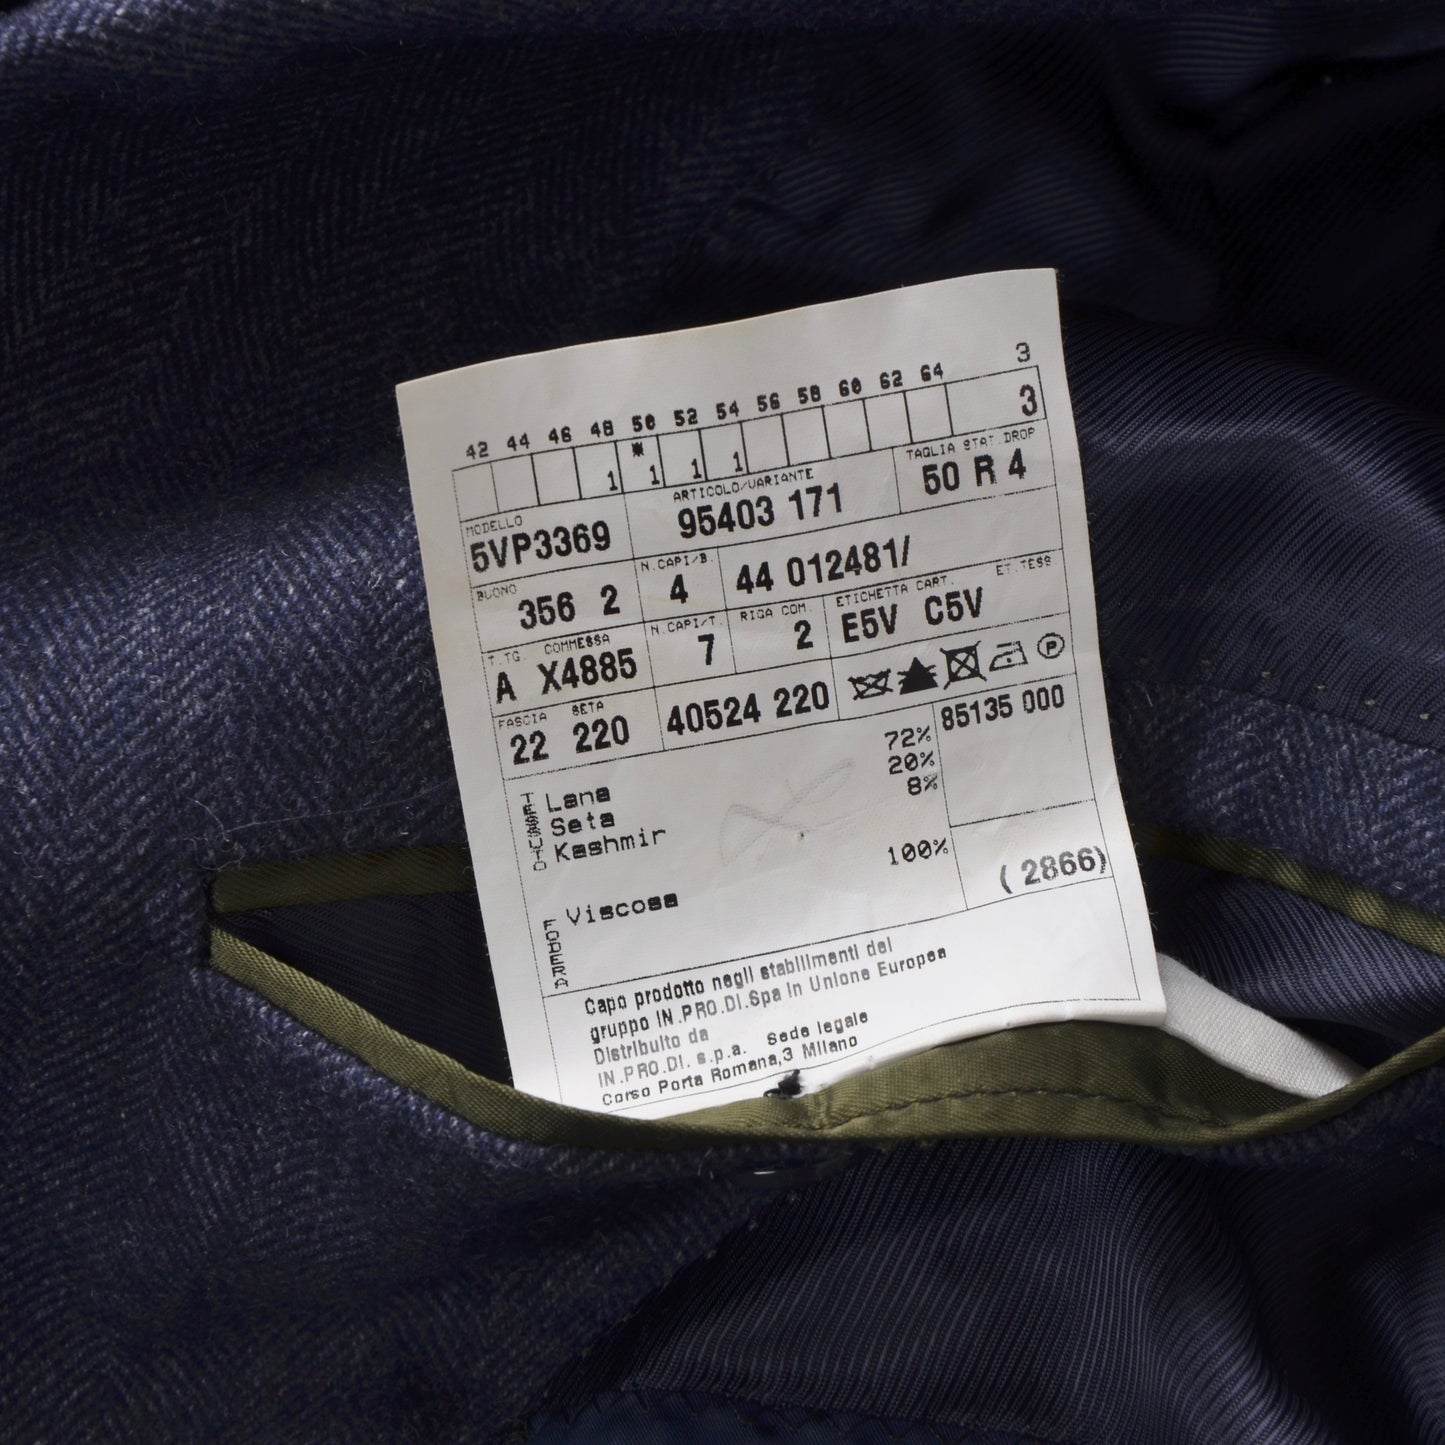 3
42 44 46 48 50 52 54 56 58 60 62 64
*
1 1 1 1 3
MODELLO ARTICOLO/VARIANTE TAGLIA STAT. DROP
5VP3369 95403 171 50 R 4
BUONO N.CAPI/B.
356 2 4 44 012481/
T.TG. COMMESSA N.CAPI/T. RIGA COM. ETICHETTA CART. ET.TESS
A X4885 7 2 E5V C5V
FASCIA SETA
22 220 40524 220
P
85135 000
TESSUTO
Lana 72%
Seta 20%
Kashmir 8%
FODERA
Viscosa 100%
(2866)
Capo prodotto negli stabilimenti del
gruppo IN.PRO.DI.Spa in Unione Europea
Distribuito da
IN.PRO.DI. s.p.a. Sede legale
Corso Porta Romana,3 Milano